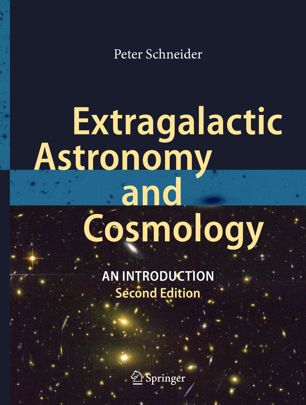 Peter Schneider
Extragalactic
Astronomy
and
Cosmology
AN INTRODUCTION
Second Edition
Springer